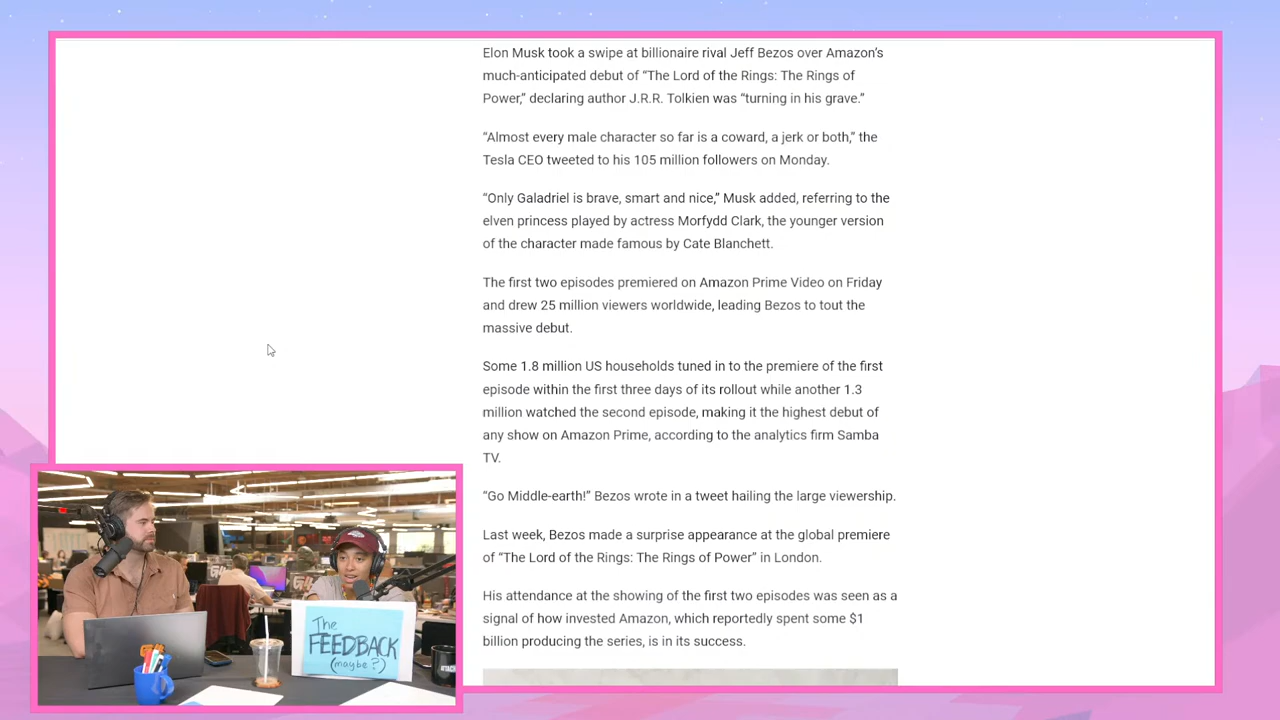 Elon Musk took a swipe at billionaire rival Jeff Bezos over Amazon’s
much-anticipated debut of “The Lord of the Rings: The Rings of
Power,” declaring author J.R.R. Tolkien was “turning in his grave.”
“Almost every male character so far is a coward, a jerk or both,” the
Tesla CEO tweeted to his 105 million followers on Monday.
“Only Galadriel is brave, smart and nice,” Musk added, referring to the
elven princess played by actress Morfydd Clark, the younger version
of the character made famous by Cate Blanchett.
The first two episodes premiered on Amazon Prime Video on Friday
and drew 25 million viewers worldwide, leading Bezos to tout the
massive debut.
Some 1.8 million US households tuned in to the premiere of the first
episode within the first three days of its rollout while another 1.3
million watched the second episode, making it the highest debut of
any show on Amazon Prime, according to the analytics firm Samba
TV.
“Go Middle-earth!” Bezos wrote in a tweet hailing the large viewership.
Last week, Bezos made a surprise appearance at the global premiere
of “The Lord of the Rings: The Rings of Power” in London.
His attendance at the showing of the first two episodes was seen as a
signal of how invested Amazon, which reportedly spent some $1
billion producing the series, is in its success.
G4
The
FEEDBACK
(maybe?)